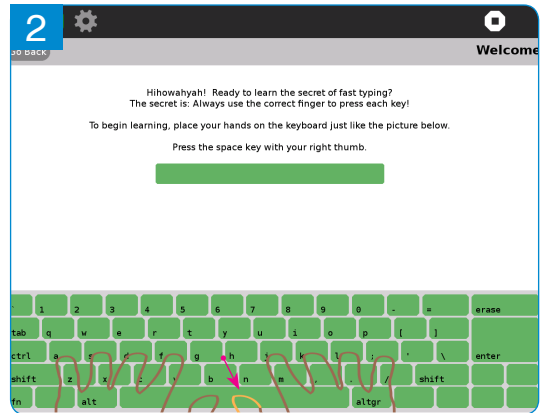 2
Go Back
Welcome
Hihowahyah! Ready to learn the secret of fast typing?
The secret is: Always use the correct finger to press each key!
To begin learning, place your hands on the keyboard just like the picture below.
Press the space key with your right thumb.
1 2 3 4 5 6 7 8 9 0 - = erase
tab q w e r t y u i o p [ ]
ctrl a s d f g h j k l ; ' \ enter
shift z x c v b n m , . / shift
fn alt altgr